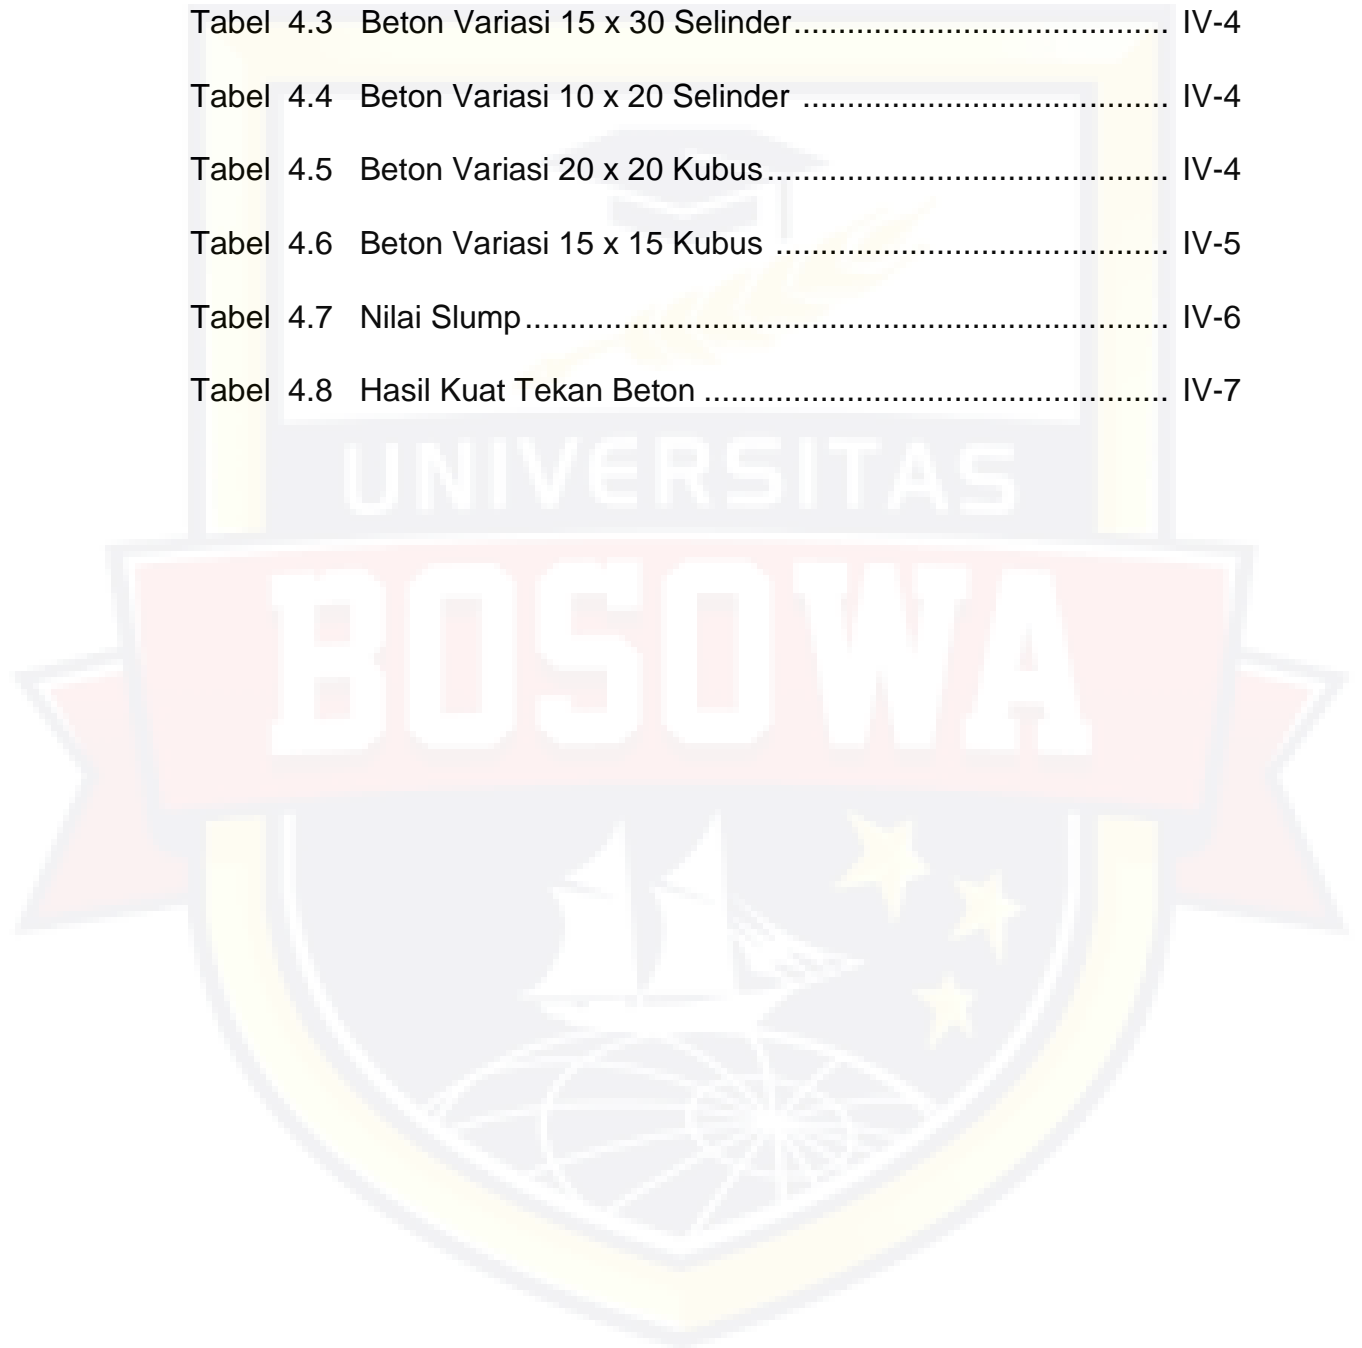 Tabel 4.3 Beton Variasi 15 x 30 Selinder.......................................... IV-4
Tabel 4.4 Beton Variasi 10 x 20 Selinder ......................................... IV-4
Tabel 4.5 Beton Variasi 20 x 20 Kubus............................................. IV-4
Tabel 4.6 Beton Variasi 15 x 15 Kubus ............................................ IV-5
Tabel 4.7 Nilai Slump......................................................................... IV-6
Tabel 4.8 Hasil Kuat Tekan Beton .................................................... IV-7
UNIVERSITAS
BOSOWA